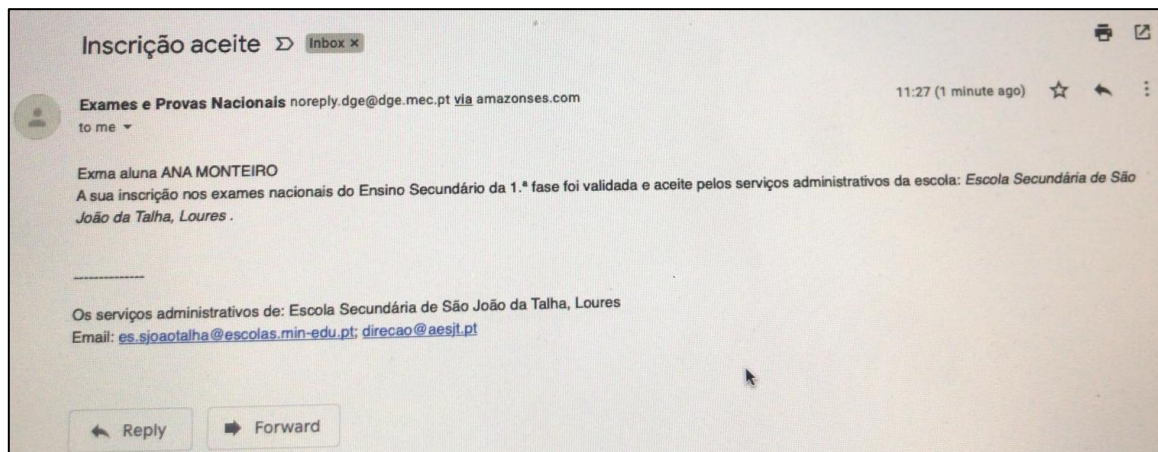 Inscrição aceite Inbox x
Exames e Provas Nacionais noreply.dge@dge.mec.pt via amazonses.com 11:27 (1 minute ago)
to me
Exma aluna ANA MONTEIRO
A sua inscrição nos exames nacionais do Ensino Secundário da 1.ª fase foi validada e aceite pelos serviços administrativos da escola: Escola Secundária de São
João da Talha, Loures .
--------------
Os serviços administrativos de: Escola Secundária de São João da Talha, Loures
Email: es.sjoaotalha@escolas.min-edu.pt; direcao@aesjt.pt
Reply Forward